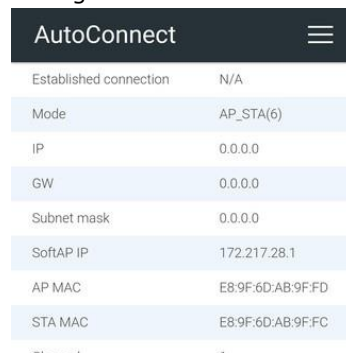 AutoConnect
Established connection N/A
Mode AP_STA(6)
IP 0.0.0.0
GW 0.0.0.0
Subnet mask 0.0.0.0
SoftAP IP 172.217.28.1
AP MAC E8:9F:6D:AB:9F:FD
STA MAC E8:9F:6D:AB:9F:FC